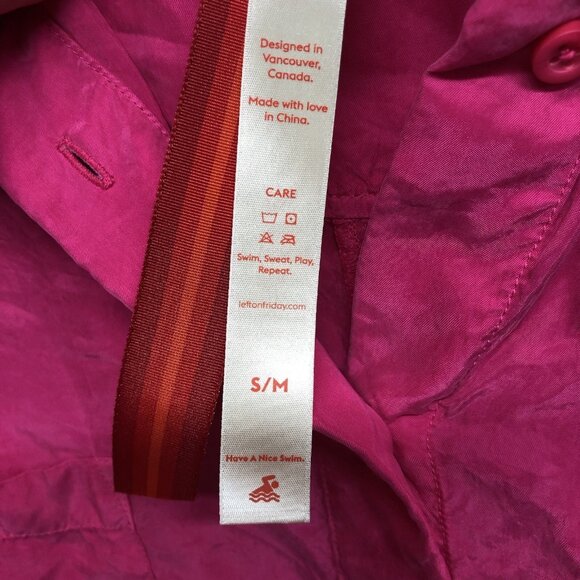 Designed in
Vancouver,
Canada.
Made with love
in China.
CARE
Swim, Sweat, Play,
Repeat.
leftonfriday.com
S/M
Have A Nice Swim.